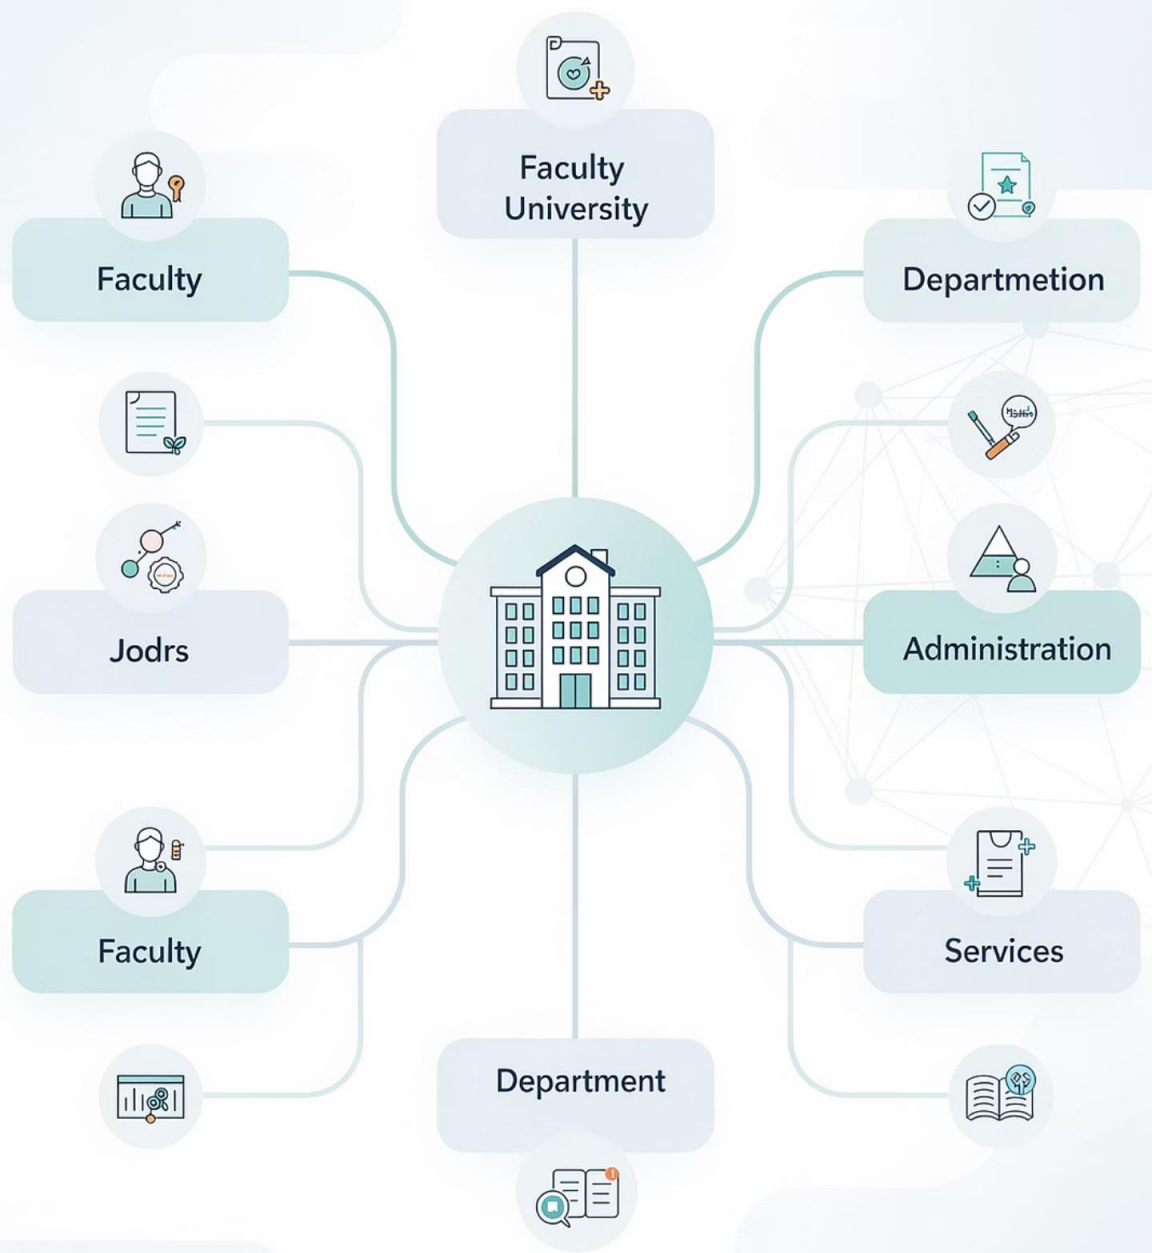 Faculty
University
Faculty
Departmetion
Jodrs
Administration
Faculty
Services
Department